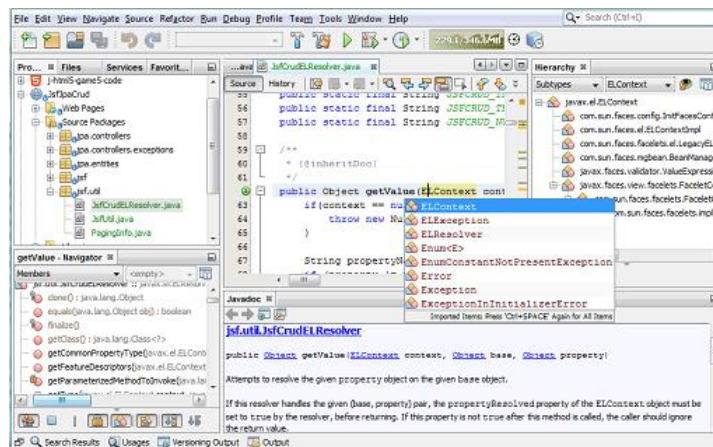 File Edit View Navigate Source Refactor Run Debug Profile Team Tools Window Help
Search (Ctrl+I)
229.1/346.1MB
Pro... Files Services Favorit...
j-html5-game5-code
JsfJpaCrud
Web Pages
Source Packages
jpa.controllers
jpa.controllers.exceptions
jpa.entities
jsf
jsf.util
JsfCrudELResolver.java
JsfUtil.java
PagingInfo.java
getValue - Navigator
Members <empty>
clone() : java.lang.Object
equals(java.lang.Object obj) : boolean
finalize()
getClass() : java.lang.Class<?>
getCommonPropertyType(javax.el.ELCont
getFeatureDescriptors(javax.el.ELContext
getParameterizedMethodToInvoke(java.la
...ava JsfCrudELResolver.java
Source History
56 public static final String
57 public static final String
58
59 /**
60 * {@inheritDoc}
61 */
public Object getValue(ELContext cont
63 if(context == nu
64 throw new Nu
65 }
66
67 String propertyN
ELContext
ELException
ELResolver
Enum<E>
EnumConstantNotPresentException
Error
Exception
ExceptionInInitializerError
Imported Items; Press 'Ctrl+SPACE' Again for All Items
Hierarchy
Subtypes ELContext
javax.el.ELContext
com.sun.faces.config.InitFacesCont
com.sun.faces.el.ELContextImpl
com.sun.faces.facelets.el.LegacyEL
com.sun.faces.mgbean.BeanManag
javax.faces.validator.ValueExpressi
javax.faces.view.facelets.FaceletC
Javadoc
jsf.util.JsfCrudELResolver
public Object getValue(ELContext context, Object base, Object property)
Attempts to resolve the given property object on the given base object.
If this resolver handles the given (base, property) pair, the propertyResolved property of the ELContext object must be
set to true by the resolver, before returning. If this property is not true after this method is called, the caller should ignore
the return value.
Search Results Usages Versioning Output Output